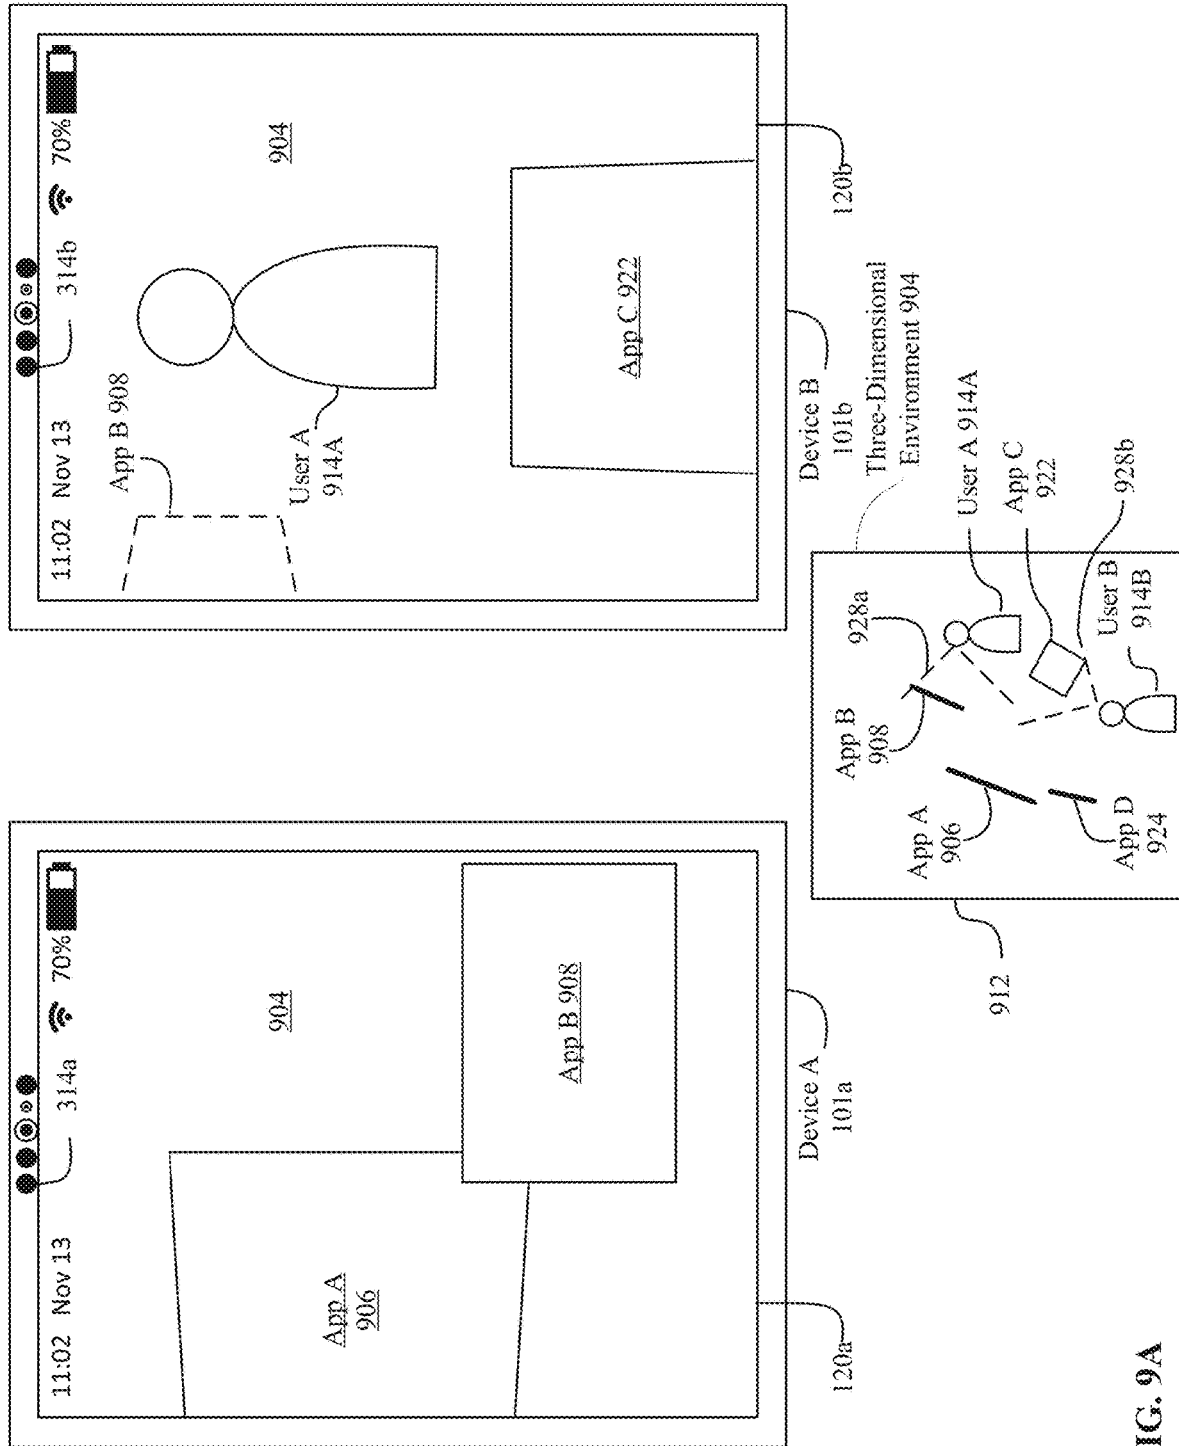 11:02 Nov 13
314a
70%
904
App A
906
App B 908
120a
Device A
101a
11:02 Nov 13
314b
70%
App B 908
904
User A
914A
App C 922
Device B
101b
120b
Three-Dimensional
Environment 904
912
App B
908
928a
User A 914A
App A
906
App C
922
App D
924
User B
914B
928b
IG. 9A